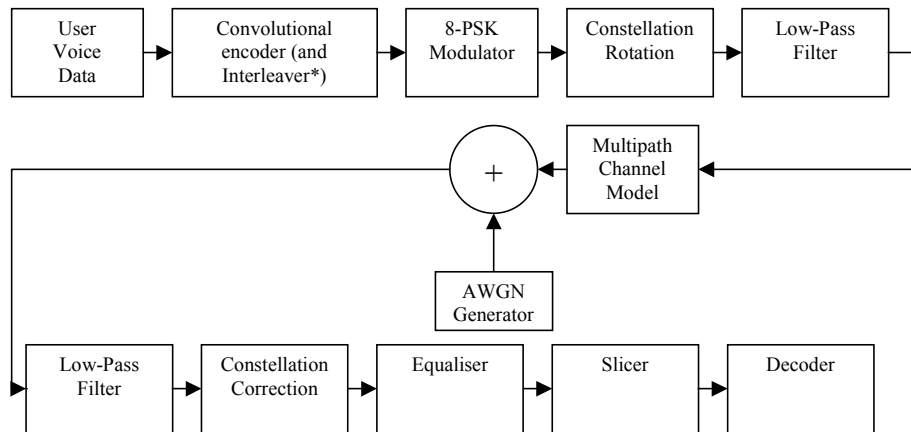 User
Voice
Data
Convolutional
encoder (and
Interleaver*)
8-PSK
Modulator
Constellation
Rotation
Low-Pass
Filter
Multipath
Channel
Model
+
AWGN
Generator
Low-Pass
Filter
Constellation
Correction
Equaliser
Slicer
Decoder